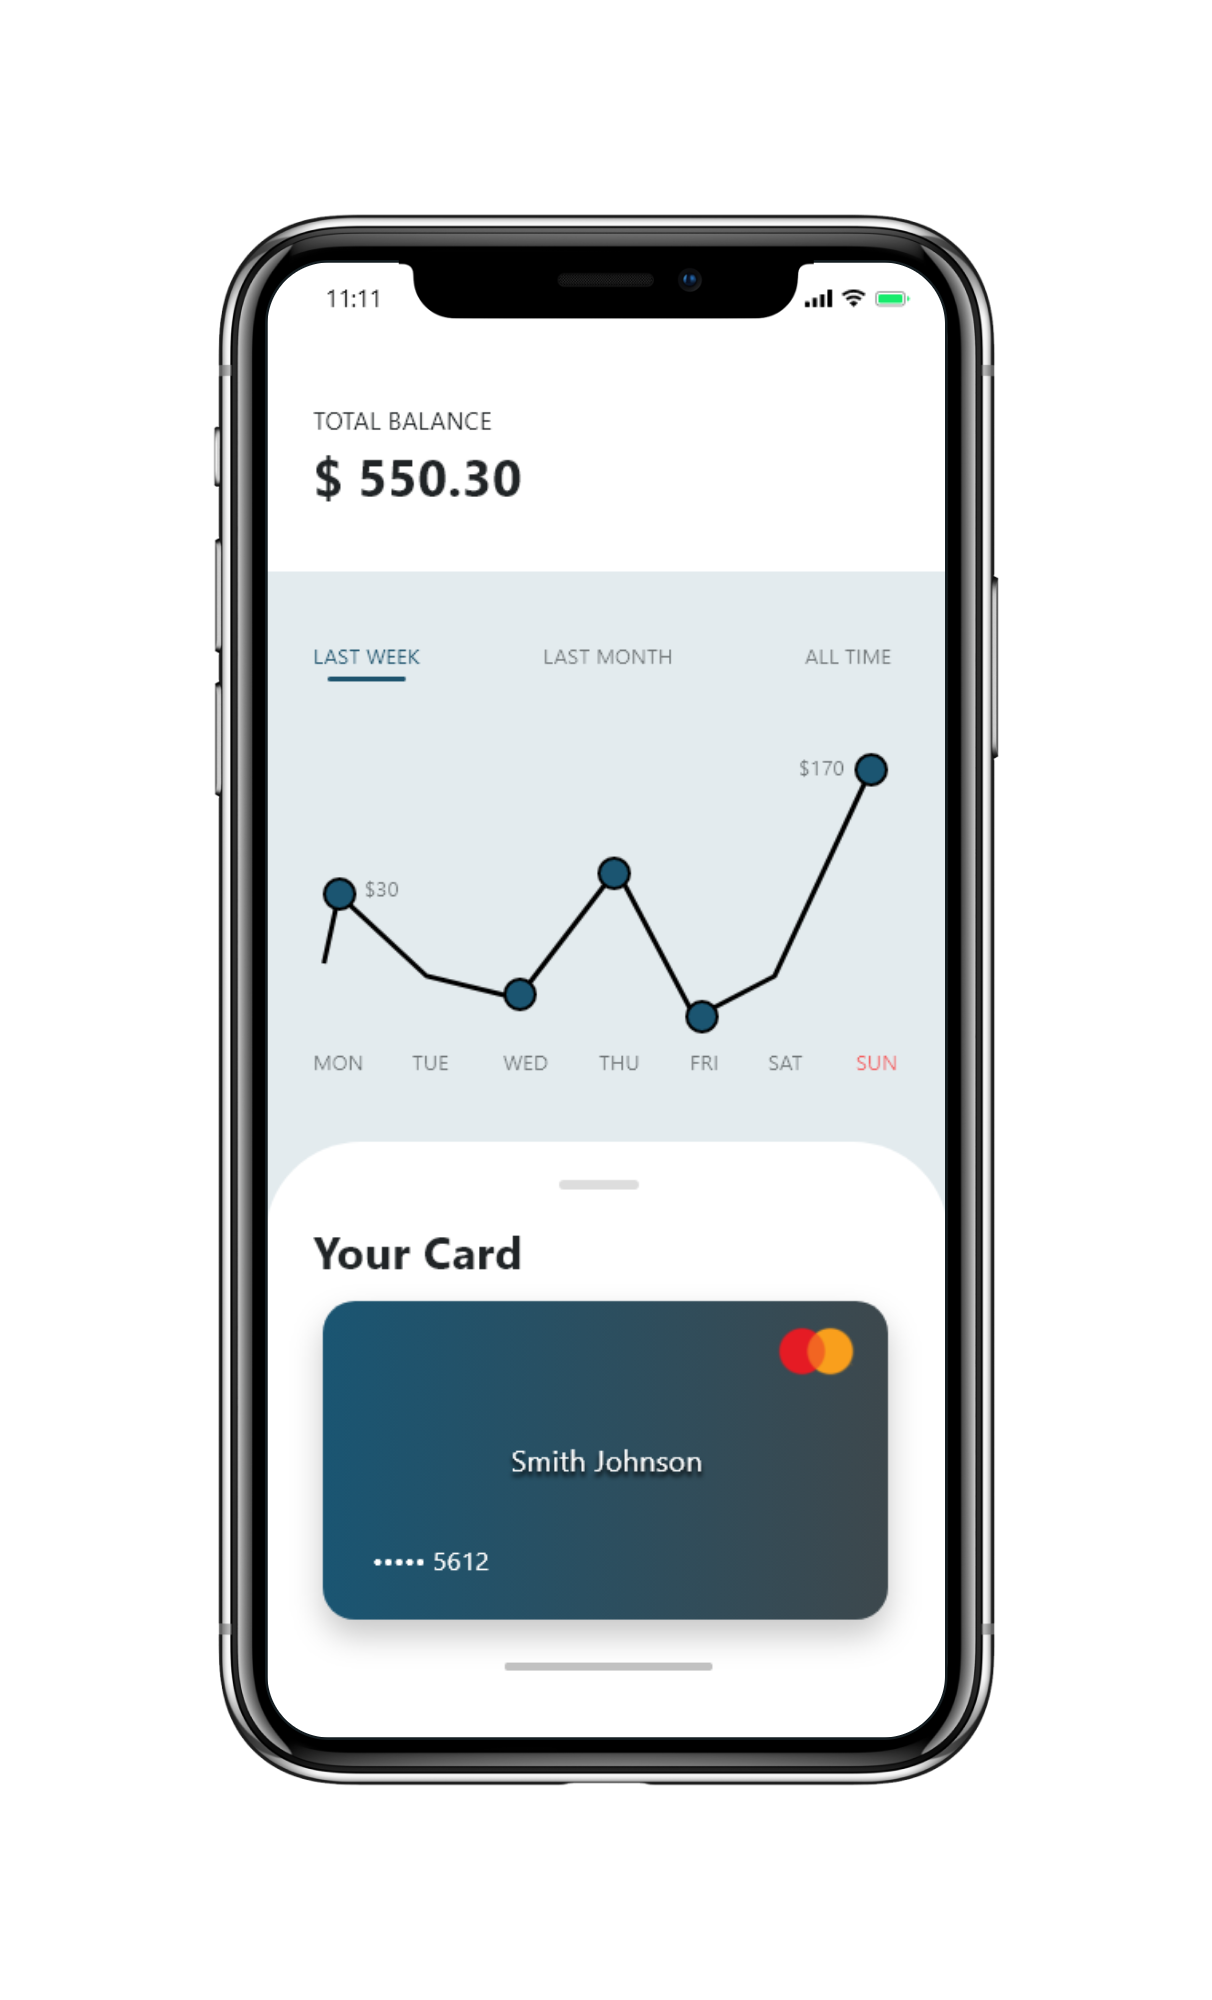 11:11
TOTAL BALANCE
$ 550.30
LAST WEEK LAST MONTH ALL TIME
$170
$30
MON TUE WED THU FRI SAT SUN
Your Card
Smith Johnson
••••• 5612